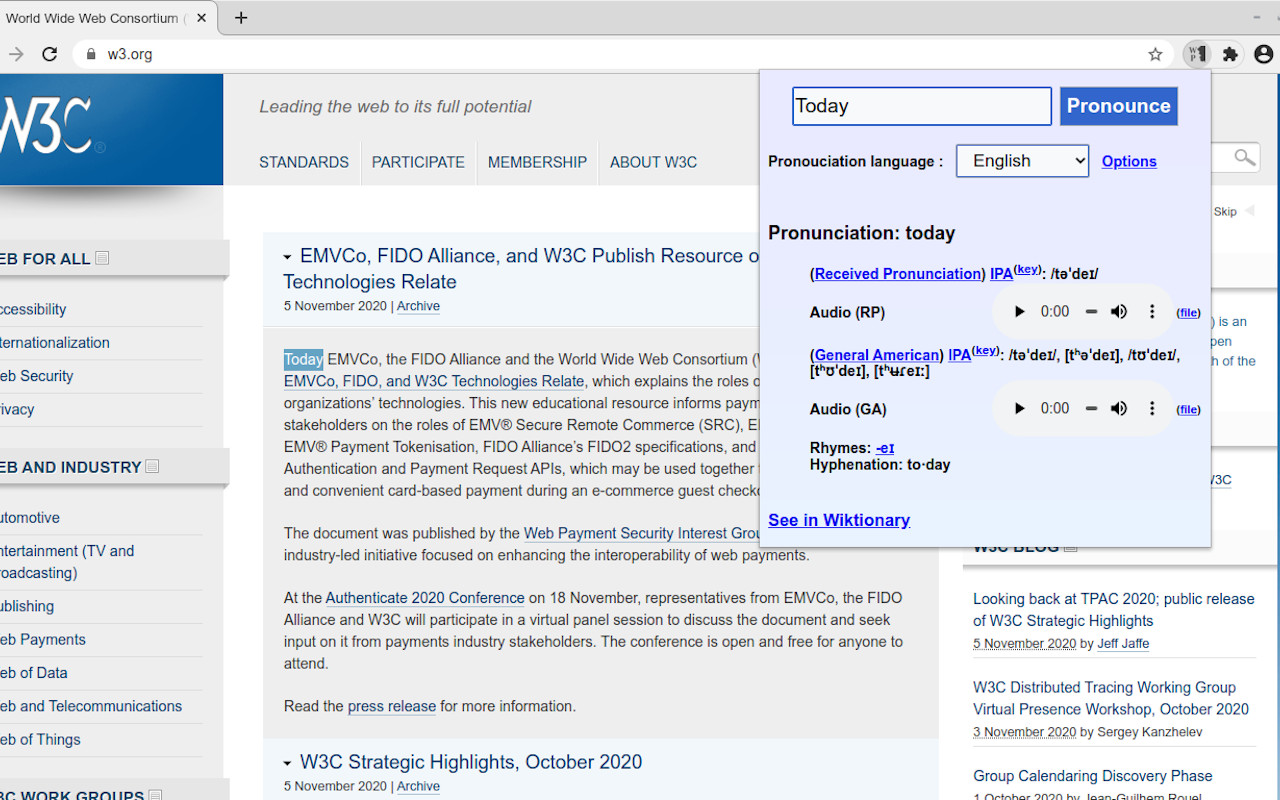 World Wide Web Consortium (
w3.org
W3C
Leading the web to its full potential
STANDARDS
PARTICIPATE
MEMBERSHIP
ABOUT W3C
Skip
EB FOR ALL
ccessibility
nternationalization
eb Security
rivacy
EB AND INDUSTRY
utomotive
ntertainment (TV and
roadcasting)
ublishing
eb Payments
eb of Data
eb and Telecommunications
eb of Things
3C WORK GROUPS
EMVCo, FIDO Alliance, and W3C Publish Resource o
Technologies Relate
5 November 2020 | Archive
Today EMVCo, the FIDO Alliance and the World Wide Web Consortium (
EMVCo, FIDO, and W3C Technologies Relate, which explains the roles o
organizations’ technologies. This new educational resource informs paym
stakeholders on the roles of EMV® Secure Remote Commerce (SRC), E
EMV® Payment Tokenisation, FIDO Alliance’s FIDO2 specifications, and
Authentication and Payment Request APIs, which may be used together
and convenient card-based payment during an e-commerce guest checko
The document was published by the Web Payment Security Interest Grou
industry-led initiative focused on enhancing the interoperability of web payments.
At the Authenticate 2020 Conference on 18 November, representatives from EMVCo, the FIDO
Alliance and W3C will participate in a virtual panel session to discuss the document and seek
input on it from payments industry stakeholders. The conference is open and free for anyone to
attend.
Read the press release for more information.
W3C Strategic Highlights, October 2020
5 November 2020 | Archive
Today
Pronounce
Pronouciation language :
English
Options
Pronunciation: today
(Received Pronunciation) IPA(key): /təˈdeɪ/
Audio (RP)
0:00
(file)
(General American) IPA(key): /təˈdeɪ/, [tʰəˈdeɪ], /tʊˈdeɪ/,
[tʰʊˈdeɪ], [tʰʉɾeɪː]
Audio (GA)
0:00
(file)
Rhymes: -eɪ
Hyphenation: to·day
See in Wiktionary
) is an
pen
h of the
W3C
W3C BLOG
Looking back at TPAC 2020; public release
of W3C Strategic Highlights
5 November 2020 by Jeff Jaffe
W3C Distributed Tracing Working Group
Virtual Presence Workshop, October 2020
3 November 2020 by Sergey Kanzhelev
Group Calendaring Discovery Phase
1 October 2020 by Jean-Guilhem Rouel